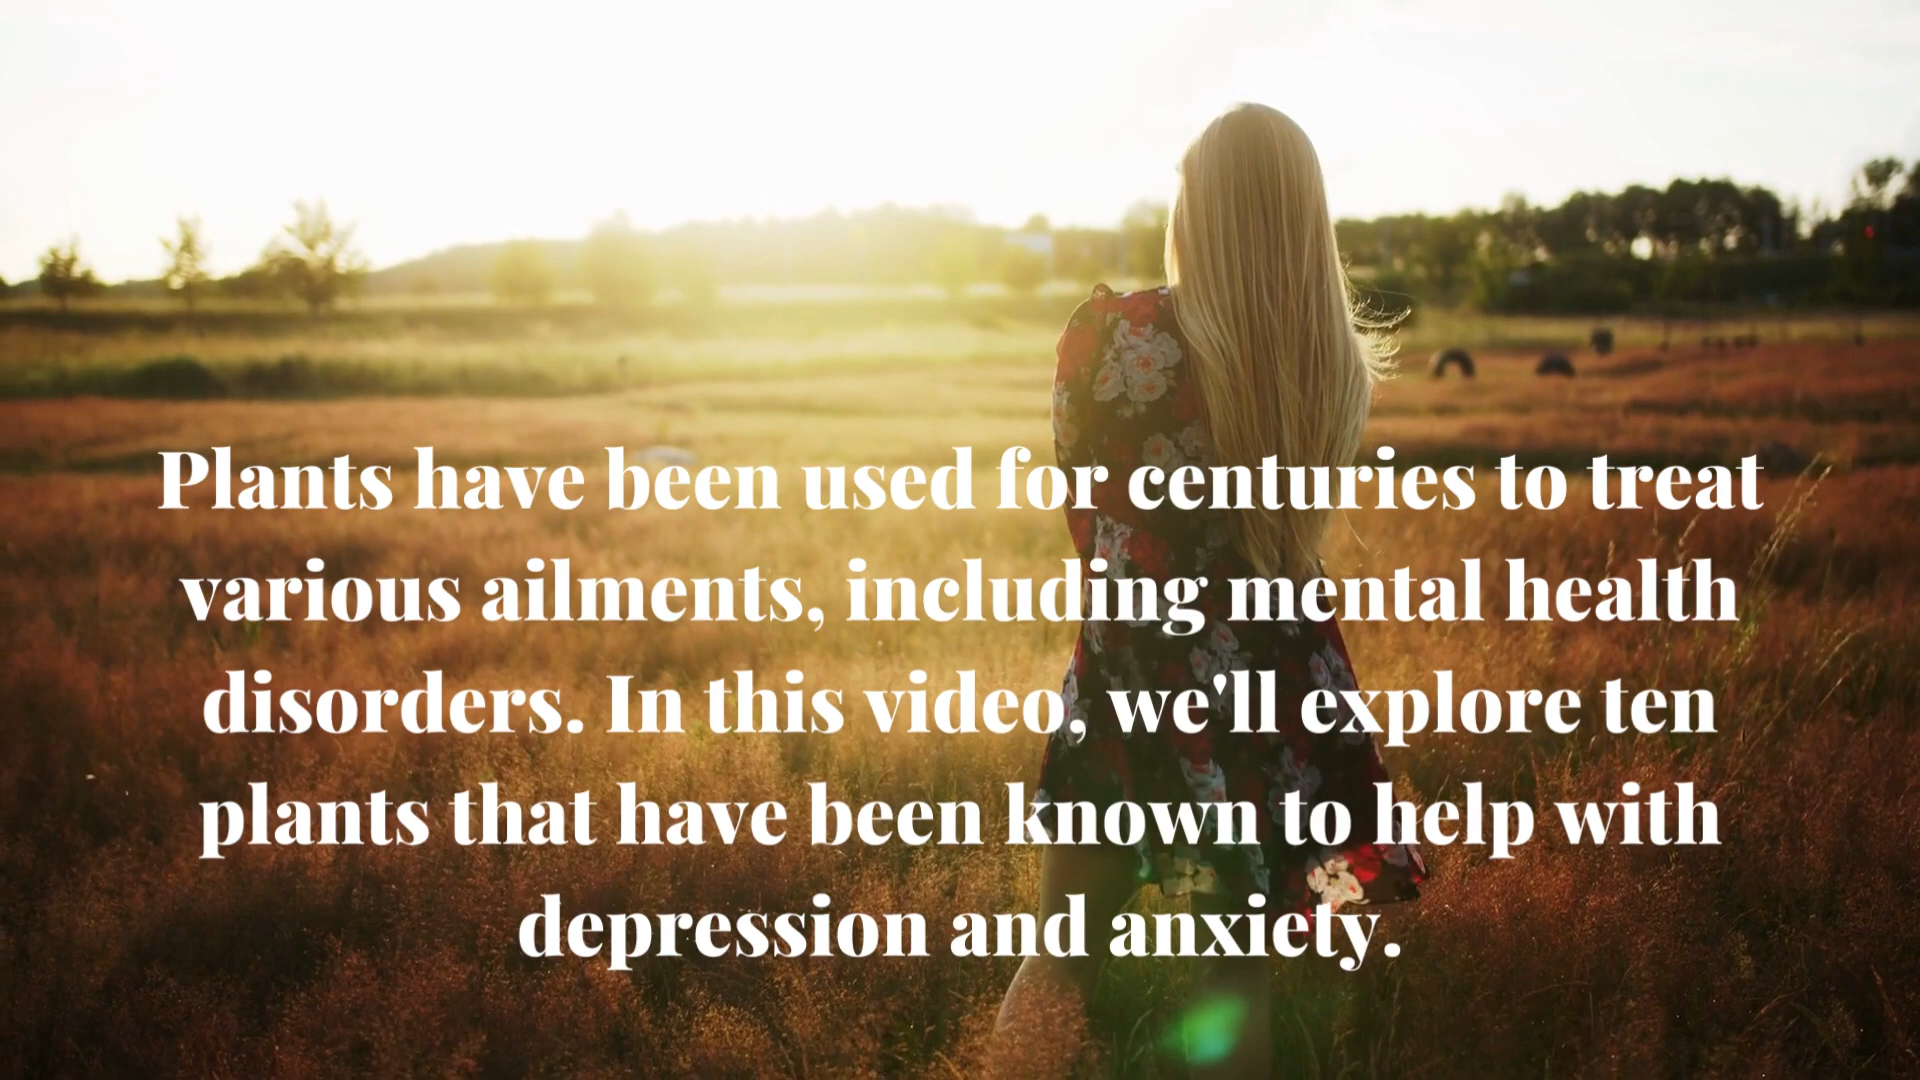 Plants have been used for centuries to treat
various ailments, including mental health
disorders. In this video, we'll explore ten
plants that have been known to help with
depression and anxiety.